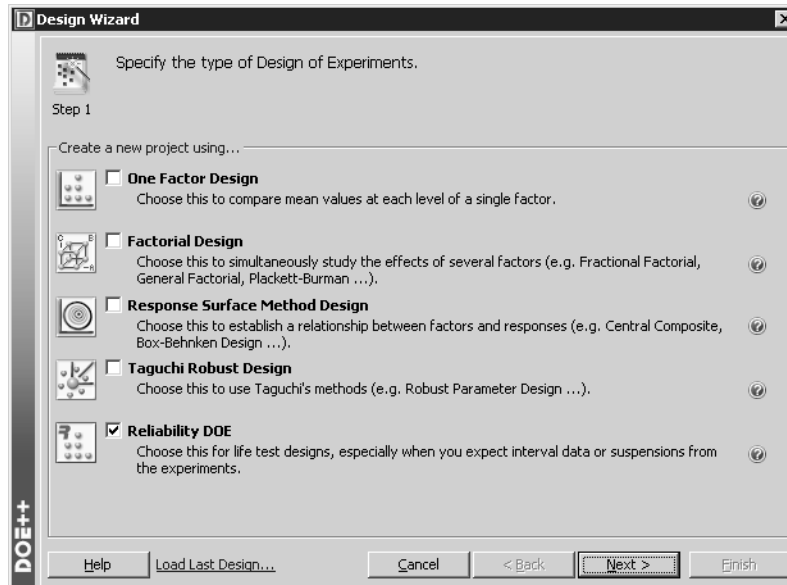 Design Wizard
Specify the type of Design of Experiments.
Step 1
Create a new project using...
One Factor Design
Choose this to compare mean values at each level of a single factor.
Factorial Design
Choose this to simultaneously study the effects of several factors (e.g. Fractional Factorial,
General Factorial, Plackett-Burman ...).
Response Surface Method Design
Choose this to establish a relationship between factors and responses (e.g. Central Composite,
Box-Behnken Design ...).
Taguchi Robust Design
Choose this to use Taguchi's methods (e.g. Robust Parameter Design ...).
Reliability DOE
Choose this for life test designs, especially when you expect interval data or suspensions from
the experiments.
DOE++
Help Load Last Design... Cancel < Back Next > Finish